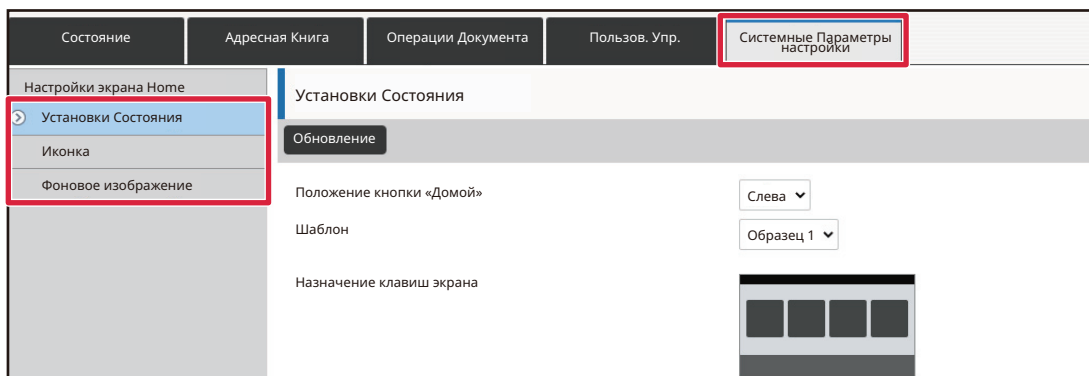 Состояние
Адресная Книга
Операции Документа
Пользов. Упр.
Системные Параметры
настройки
Настройки экрана Home
Установки Состояния
Иконка
Фоновое изображение
Установки Состояния
Обновление
Положение кнопки «Домой»
Слева
Шаблон
Образец 1
Назначение клавиш экрана